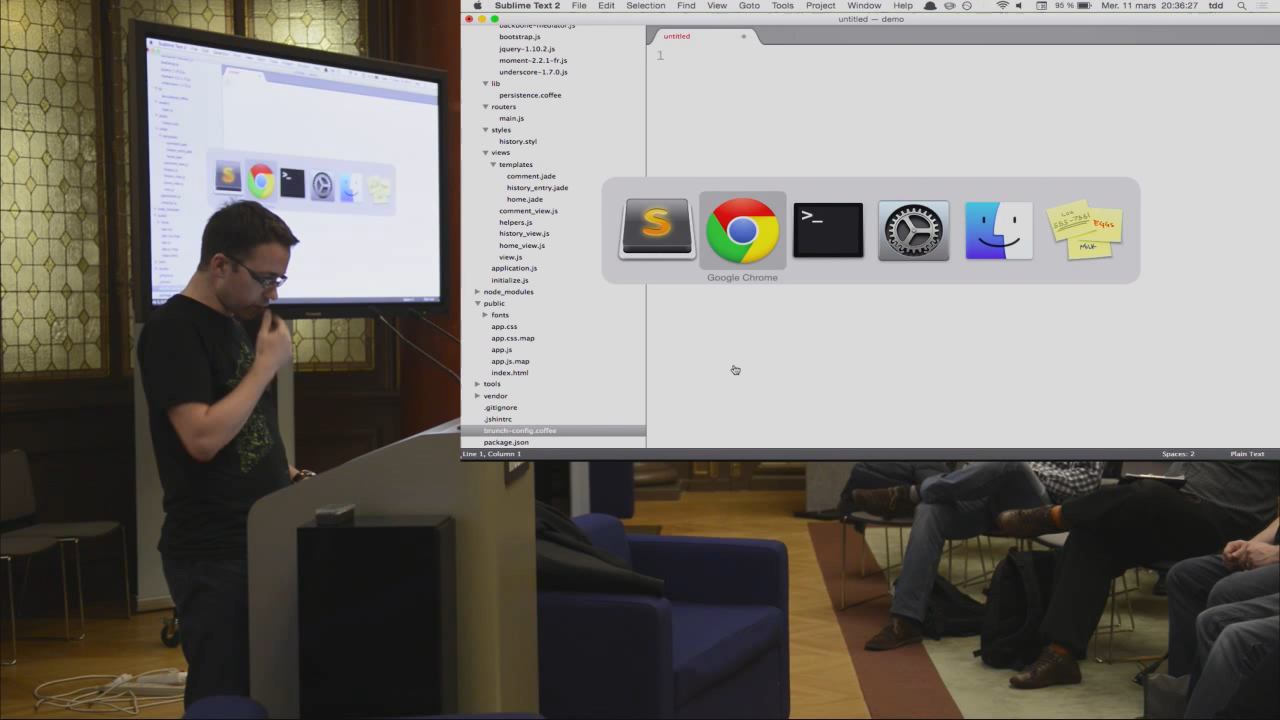 Sublime Text 2 File Edit Selection Find View Goto Tools Project Window Help 95 % Mer. 11 mars 20:36:27 tdd
untitled — demo
untitled
1
backbone-mediator.js
bootstrap.js
jquery-1.10.2.js
moment-2.2.1-fr.js
underscore-1.7.0.js
lib
persistence.coffee
routers
main.js
styles
history.styl
views
templates
comment.jade
history_entry.jade
home.jade
comment_view.js
helpers.js
history_view.js
home_view.js
view.js
application.js
initialize.js
node_modules
public
fonts
app.css
app.css.map
app.js
app.js.map
index.html
tools
vendor
.gitignore
.jshintrc
brunch-config.coffee
package.json
S
>_
EGGS
MILK
Google Chrome
Line 1, Column 1 Spaces: 2 Plain Text